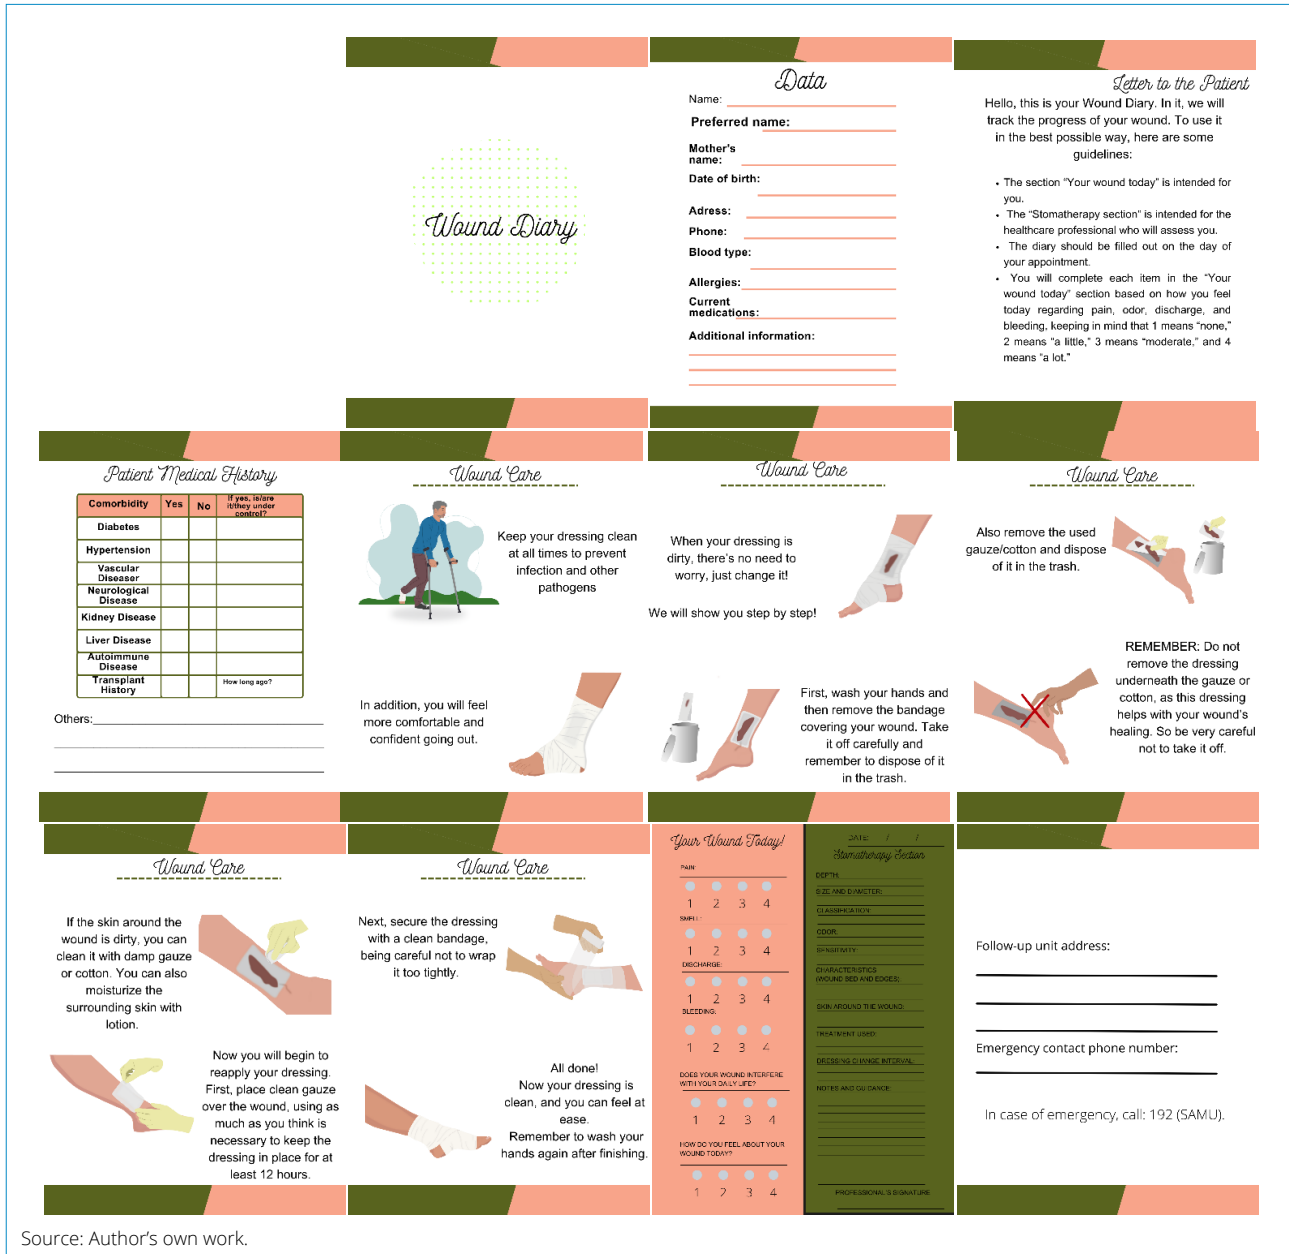 Wound Diary
Data
Name:
Preferred name:
Mother's
name:
Date of birth:
Adress:
Phone:
Blood type:
Allergies:
Current
medications:
Additional information:
Letter to the Patient
Hello, this is your Wound Diary. In it, we will
track the progress of your wound. To use it
in the best possible way, here are some
guidelines:
• The section "Your wound today" is intended for
you.
• The "Stomatherapy section" is intended for the
healthcare professional who will assess you.
• The diary should be filled out on the day of
your appointment.
• You will complete each item in the "Your
wound today" section based on how you feel
today regarding pain, odor, discharge, and
bleeding, keeping in mind that 1 means "none,"
2 means "a little," 3 means "moderate," and 4
means "a lot."
Patient Medical History
Comorbidity Yes No If yes, is/are
it/they under
control?
Diabetes
Hypertension
Vascular
Diseaser
Neurological
Disease
Kidney Disease
Liver Disease
Autoimmune
Disease
Transplant
History
How long ago?
Others:
Wound Care
Keep your dressing clean
at all times to prevent
infection and other
pathogens
In addition, you will feel
more comfortable and
confident going out.
Wound Care
When your dressing is
dirty, there's no need to
worry, just change it!
We will show you step by step!
First, wash your hands and
then remove the bandage
covering your wound. Take
it off carefully and
remember to dispose of it
in the trash.
Wound Care
Also remove the used
gauze/cotton and dispose
of it in the trash.
REMEMBER: Do not
remove the dressing
underneath the gauze or
cotton, as this dressing
helps with your wound's
healing. So be very careful
not to take it off.
Wound Care
If the skin around the
wound is dirty, you can
clean it with damp gauze
or cotton. You can also
moisturize the
surrounding skin with
lotion.
Now you will begin to
reapply your dressing.
First, place clean gauze
over the wound, using as
much as you think is
necessary to keep the
dressing in place for at
least 12 hours.
Wound Care
Next, secure the dressing
with a clean bandage,
being careful not to wrap
it too tightly.
All done!
Now your dressing is
clean, and you can feel at
ease.
Remember to wash your
hands again after finishing.
Your Wound Today!
PAIN:
1 2 3 4
SMELL:
1 2 3 4
DISCHARGE:
1 2 3 4
BLEEDING:
1 2 3 4
DOES YOUR WOUND INTERFERE
WITH YOUR DAILY LIFE?
1 2 3 4
HOW DO YOU FEEL ABOUT YOUR
WOUND TODAY?
1 2 3 4
DATE: / /
Stomatherapy Section
DEPTH:
SIZE AND DIAMETER:
CLASSIFICATION:
ODOR:
SENSITIVITY:
CHARACTERISTICS
(WOUND BED AND EDGES):
SKIN AROUND THE WOUND:
TREATMENT USED:
DRESSING CHANGE INTERVAL:
NOTES AND GUIDANCE:
PROFESSIONAL'S SIGNATURE
Follow-up unit address:
Emergency contact phone number:
In case of emergency, call: 192 (SAMU).
Source: Author's own work.